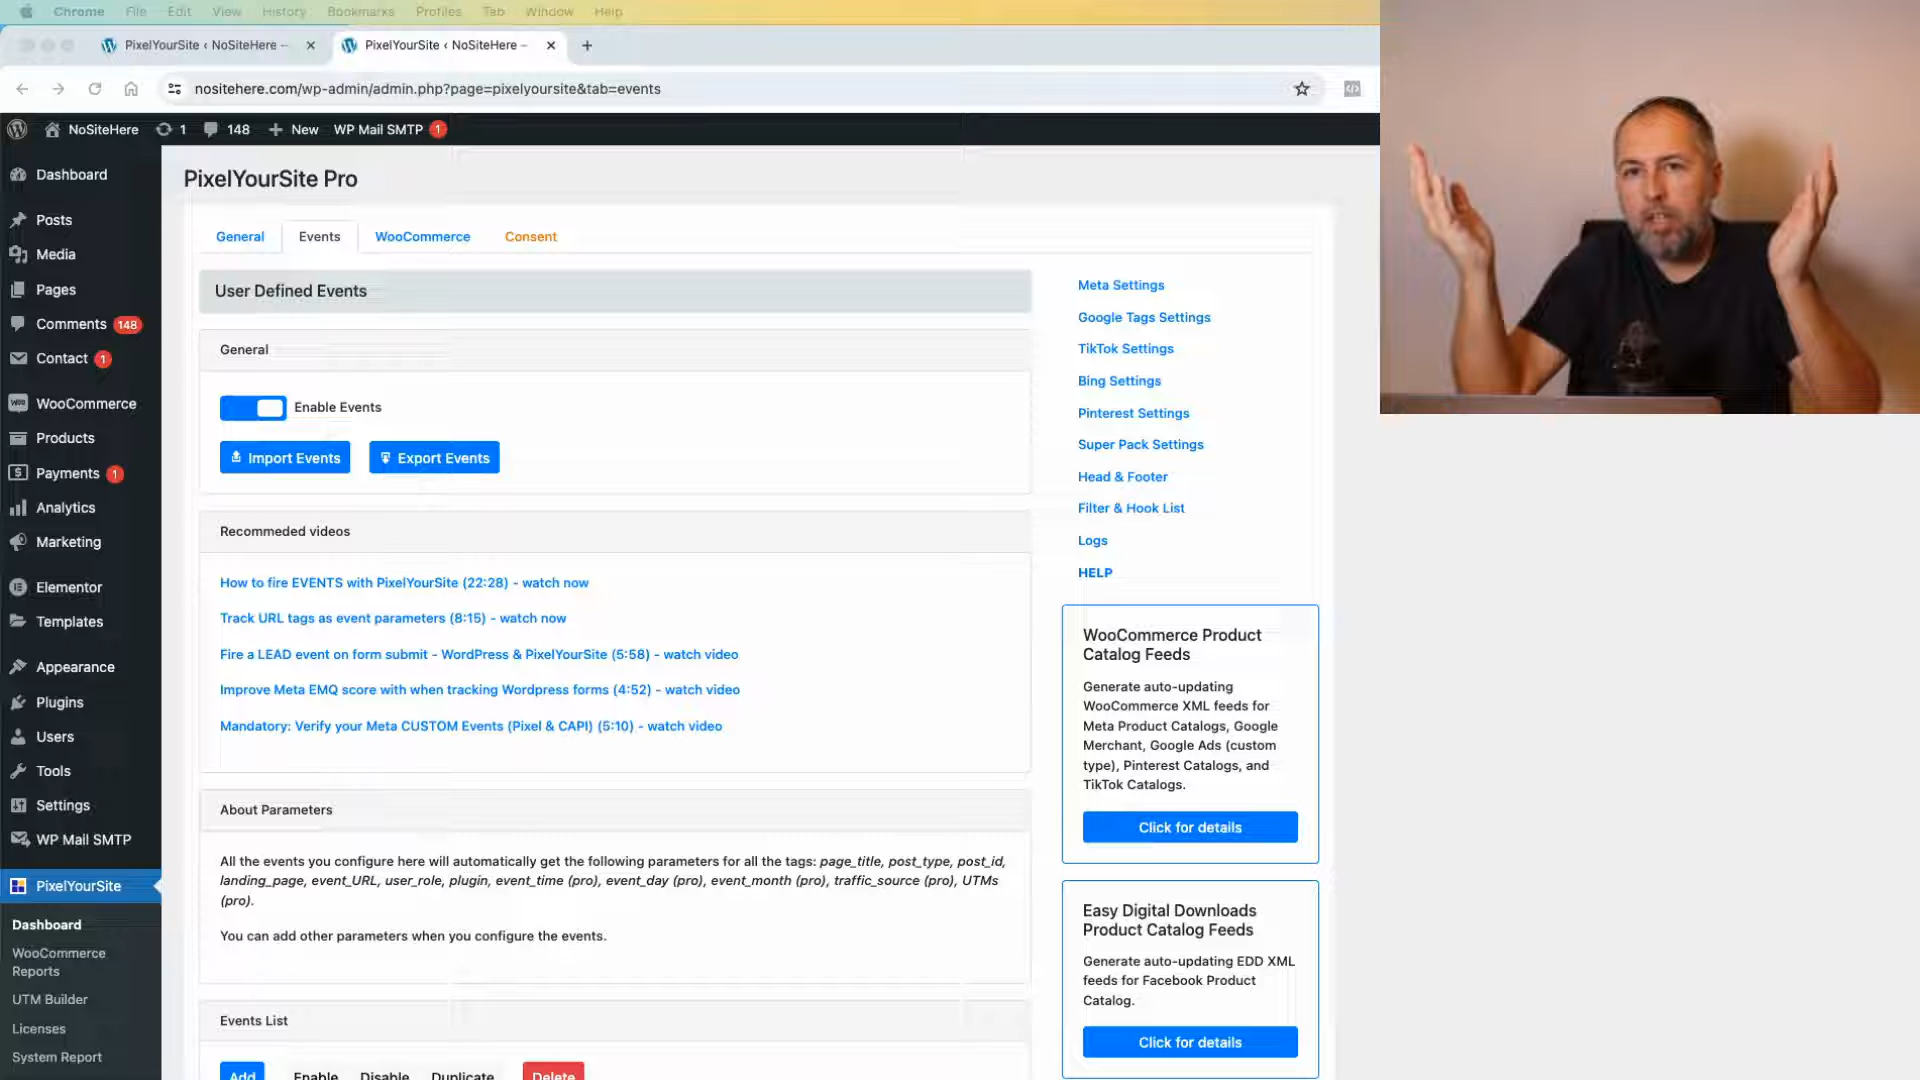 Chrome File Edit View History Bookmarks Profiles Tab Window Help
PixelYourSite ‹ NoSiteHere –
PixelYourSite ‹ NoSiteHere –
nositehere.com/wp-admin/admin.php?page=pixelyoursite&tab=events
NoSiteHere 1 148 New WP Mail SMTP 1
Dashboard
Posts
Media
Pages
Comments 148
Contact 1
WooCommerce
Products
Payments 1
Analytics
Marketing
Elementor
Templates
Appearance
Plugins
Users
Tools
Settings
WP Mail SMTP
PixelYourSite
Dashboard
WooCommerce
Reports
UTM Builder
Licenses
System Report
PixelYourSite Pro
General Events WooCommerce Consent
User Defined Events
General
Enable Events
Import Events Export Events
Recommeded videos
How to fire EVENTS with PixelYourSite (22:28) - watch now
Track URL tags as event parameters (8:15) - watch now
Fire a LEAD event on form submit - WordPress & PixelYourSite (5:58) - watch video
Improve Meta EMQ score with when tracking Wordpress forms (4:52) - watch video
Mandatory: Verify your Meta CUSTOM Events (Pixel & CAPI) (5:10) - watch video
About Parameters
All the events you configure here will automatically get the following parameters for all the tags: page_title, post_type, post_id,
landing_page, event_URL, user_role, plugin, event_time (pro), event_day (pro), event_month (pro), traffic_source (pro), UTMs
(pro).
You can add other parameters when you configure the events.
Events List
Add Enable Disable Duplicate Delete
Meta Settings
Google Tags Settings
TikTok Settings
Bing Settings
Pinterest Settings
Super Pack Settings
Head & Footer
Filter & Hook List
Logs
HELP
WooCommerce Product
Catalog Feeds
Generate auto-updating
WooCommerce XML feeds for
Meta Product Catalogs, Google
Merchant, Google Ads (custom
type), Pinterest Catalogs, and
TikTok Catalogs.
Click for details
Easy Digital Downloads
Product Catalog Feeds
Generate auto-updating EDD XML
feeds for Facebook Product
Catalog.
Click for details